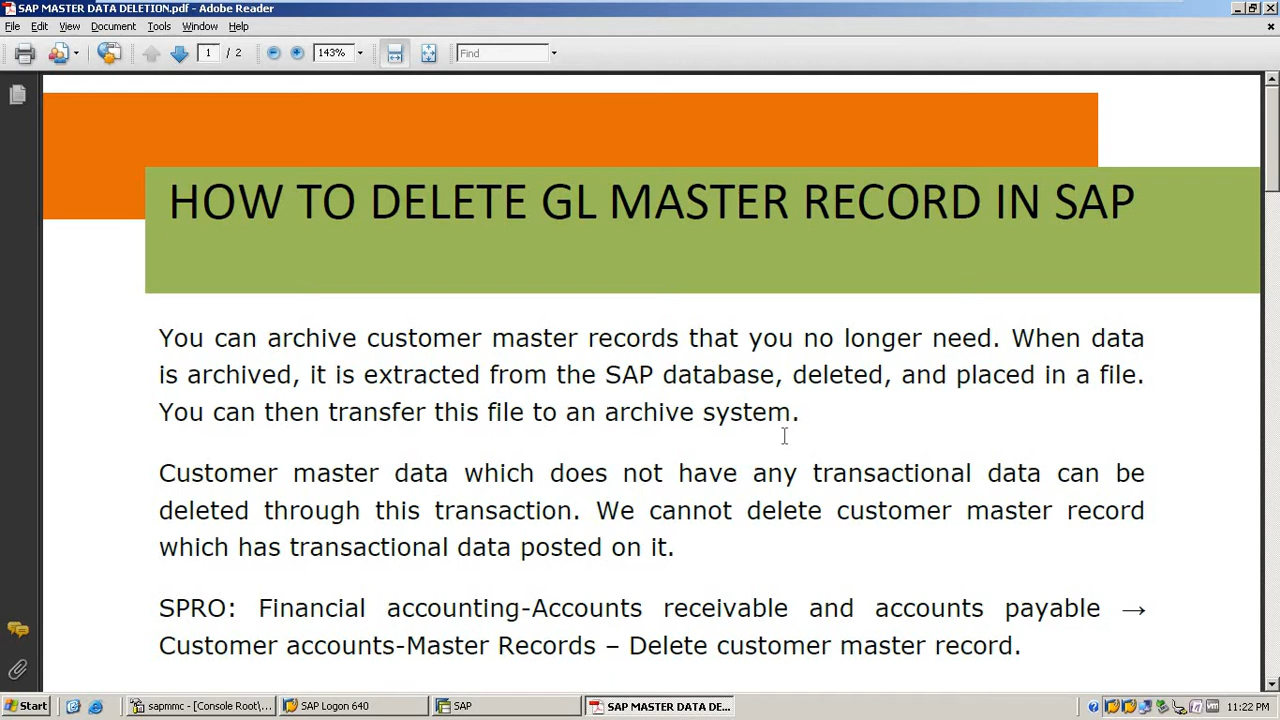 SAP MASTER DATA DELETION.pdf - Adobe Reader
File Edit View Document Tools Window Help
1 / 2 143% Find
HOW TO DELETE GL MASTER RECORD IN SAP
You can archive customer master records that you no longer need. When data
is archived, it is extracted from the SAP database, deleted, and placed in a file.
You can then transfer this file to an archive system.
Customer master data which does not have any transactional data can be
deleted through this transaction. We cannot delete customer master record
which has transactional data posted on it.
SPRO: Financial accounting-Accounts receivable and accounts payable →
Customer accounts-Master Records – Delete customer master record.
Start sapmmc - [Console Root\... SAP Logon 640 SAP SAP MASTER DATA DE... 11:22 PM